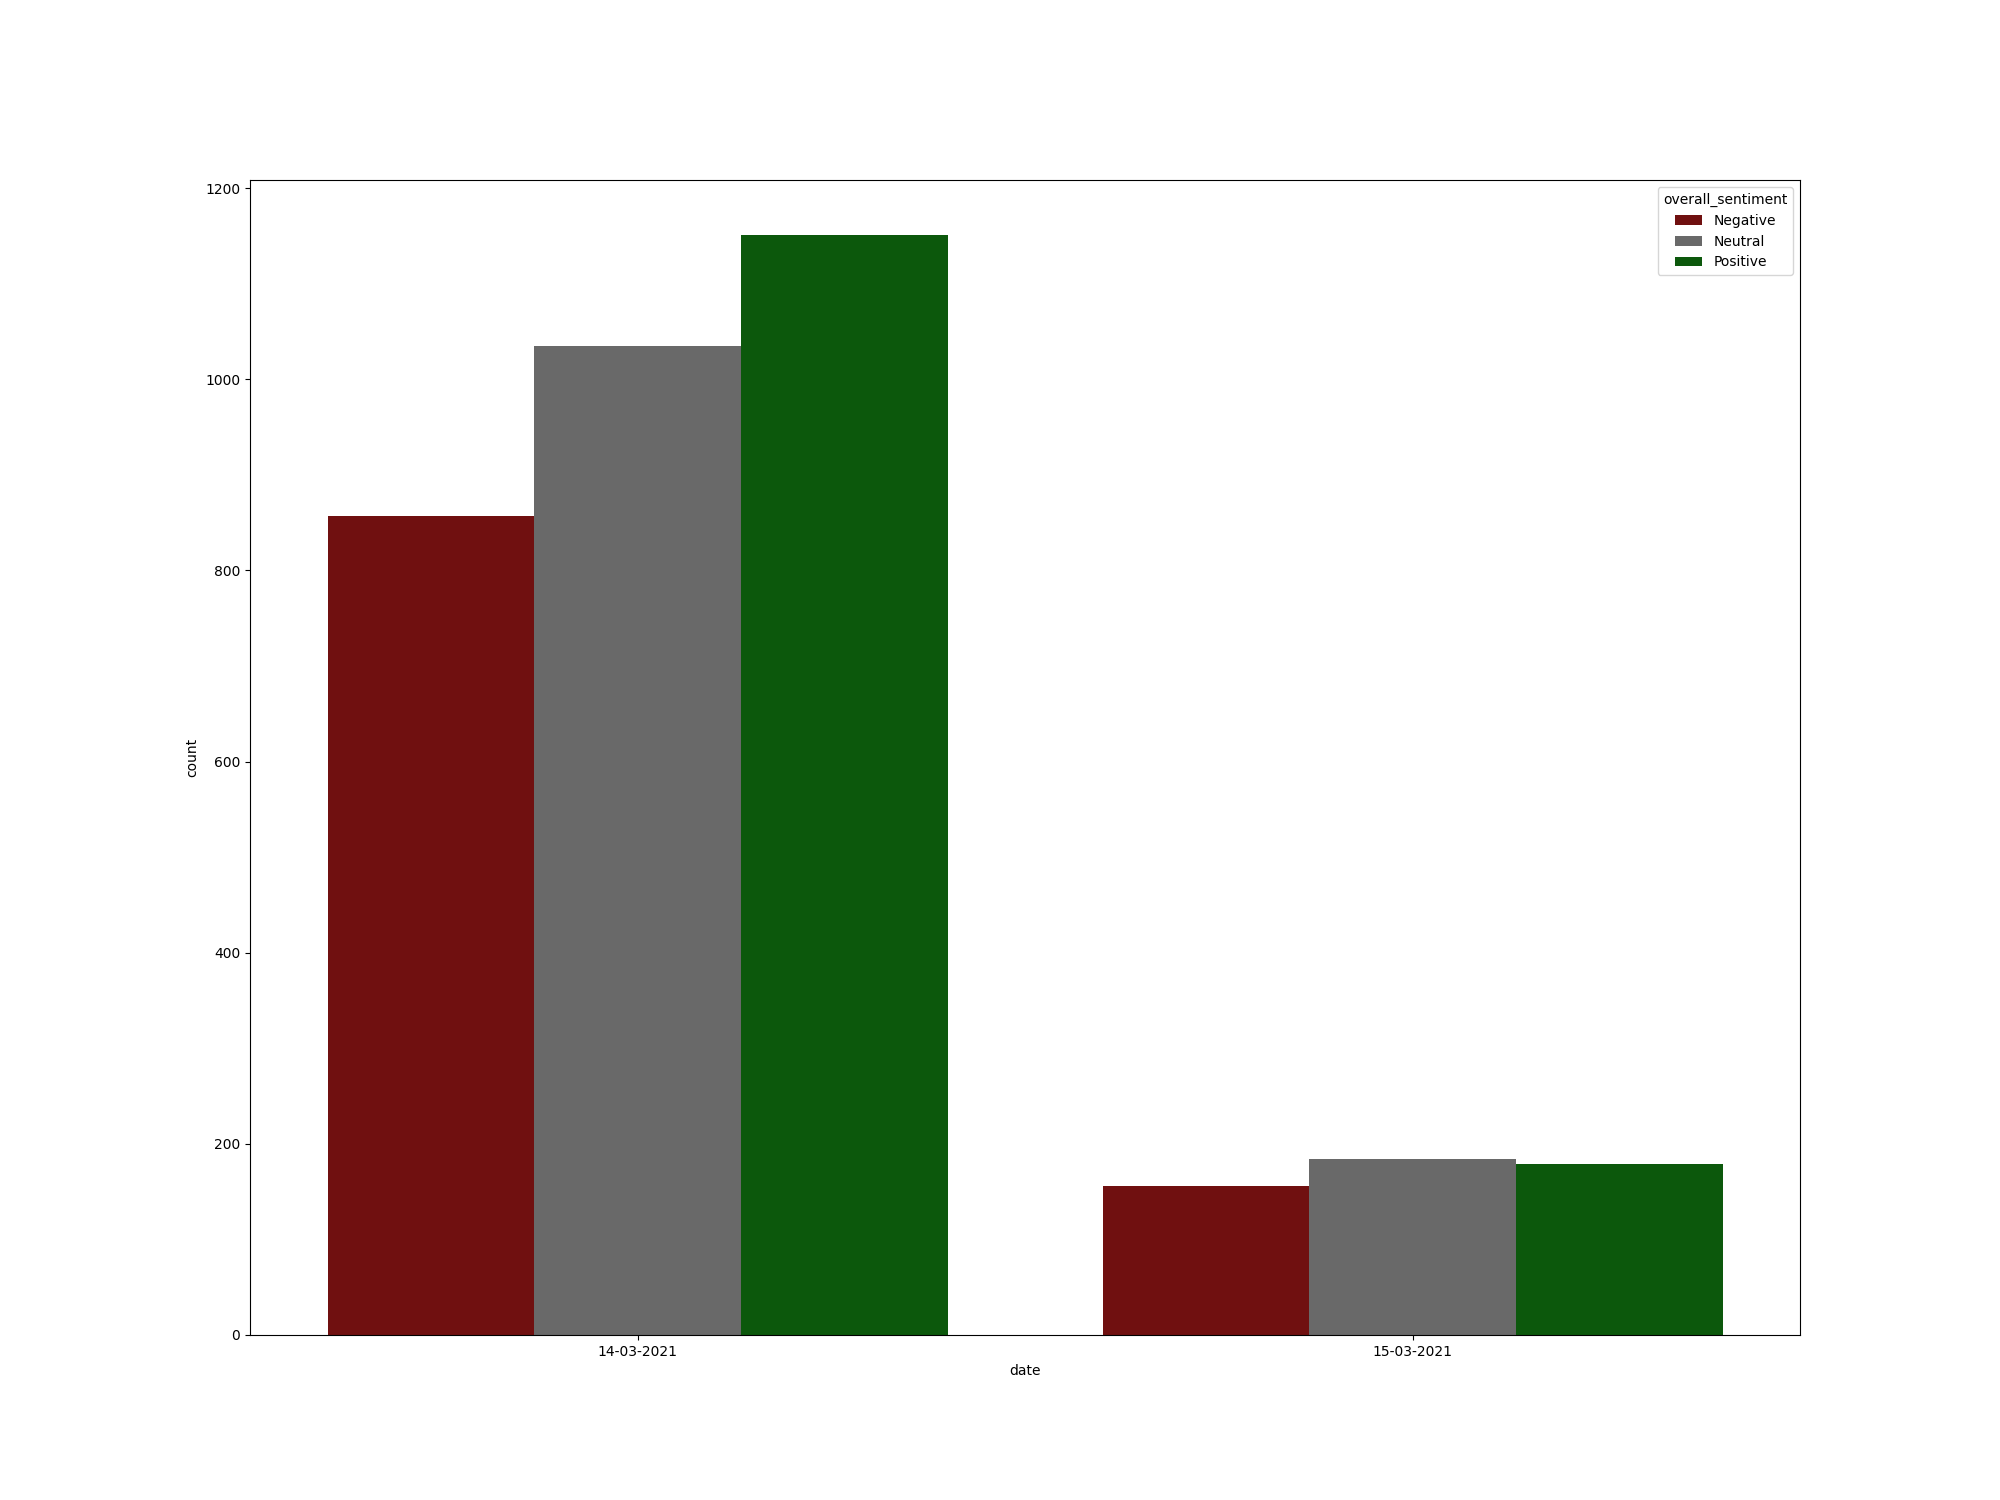 1200
1000
800
600
400
200
0
count
14-03-2021
15-03-2021
date
overall_sentiment
Negative
Neutral
Positive